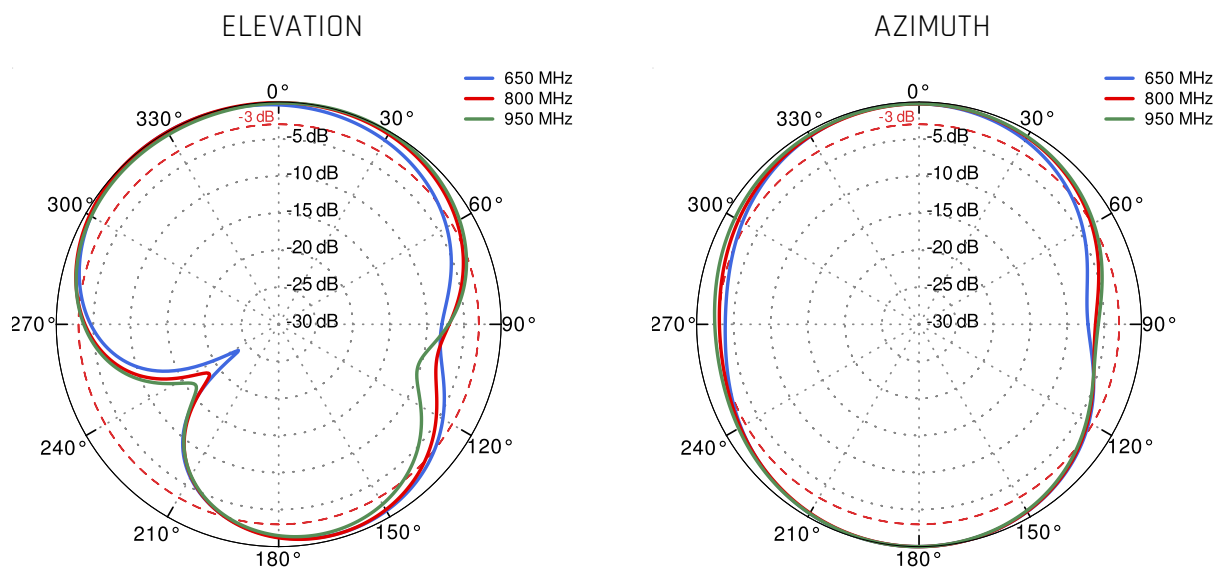 ELEVATION
650 MHz
800 MHz
950 MHz
0°
30°
60°
90°
120°
150°
180°
210°
240°
270°
300°
330°
-3 dB
-5 dB
-10 dB
-15 dB
-20 dB
-25 dB
-30 dB
AZIMUTH
650 MHz
800 MHz
950 MHz
0°
30°
60°
90°
120°
150°
180°
210°
240°
270°
300°
330°
-3 dB
-5 dB
-10 dB
-15 dB
-20 dB
-25 dB
-30 dB